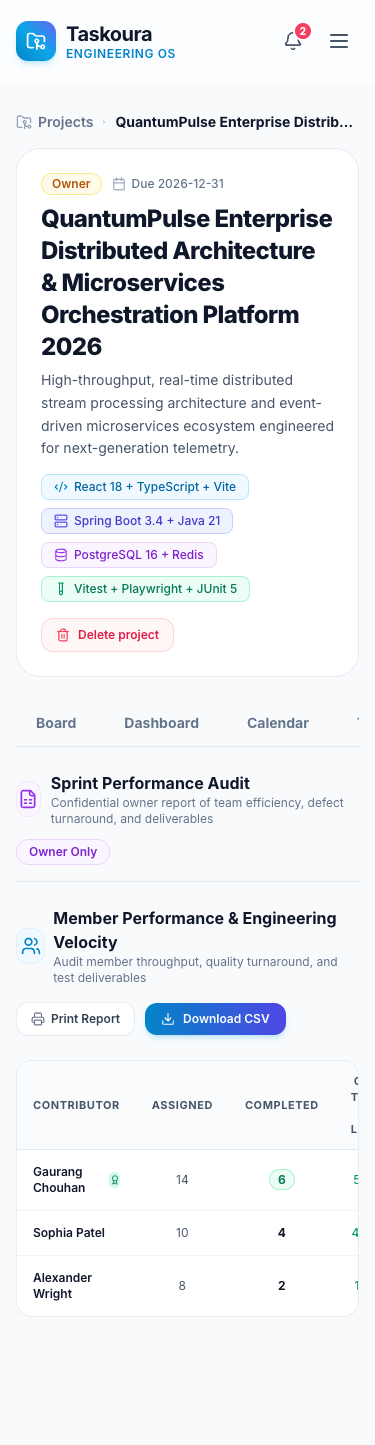 Taskoura
ENGINEERING OS
2
Projects
QuantumPulse Enterprise Distrib...
Owner
Due 2026-12-31
QuantumPulse Enterprise
Distributed Architecture
& Microservices
Orchestration Platform
2026
High-throughput, real-time distributed
stream processing architecture and event-
driven microservices ecosystem engineered
for next-generation telemetry.
React 18 + TypeScript + Vite
Spring Boot 3.4 + Java 21
PostgreSQL 16 + Redis
Vitest + Playwright + JUnit 5
Delete project
Board Dashboard Calendar
Sprint Performance Audit
Confidential owner report of team efficiency, defect
turnaround, and deliverables
Owner Only
Member Performance & Engineering
Velocity
Audit member throughput, quality turnaround, and
test deliverables
Print Report
Download CSV
CONTRIBUTOR ASSIGNED COMPLETED
Gaurang
Chouhan
14 6
Sophia Patel 10 4
Alexander
Wright
8 2